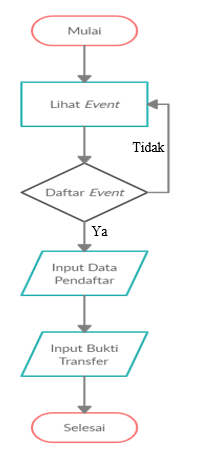 Mulai
Lihat Event
Tidak
Daftar Event
Ya
Input Data
Pendaftar
Input Bukti
Transfer
Selesai